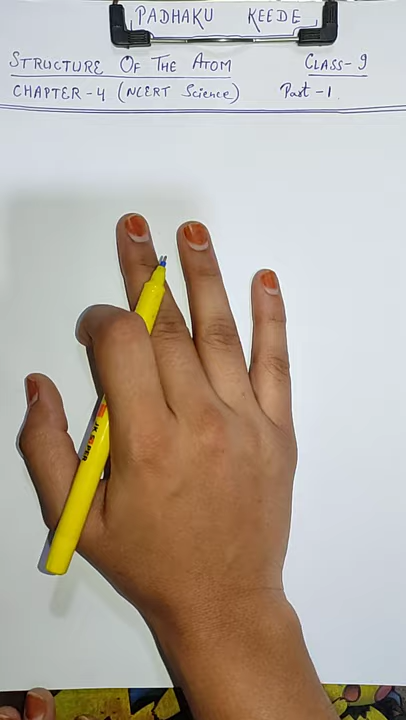 PADHAKU KEEDE
STRUCTURE OF THE ATOM CLASS-9
CHAPTER-4 (NCERT Science) Part-1